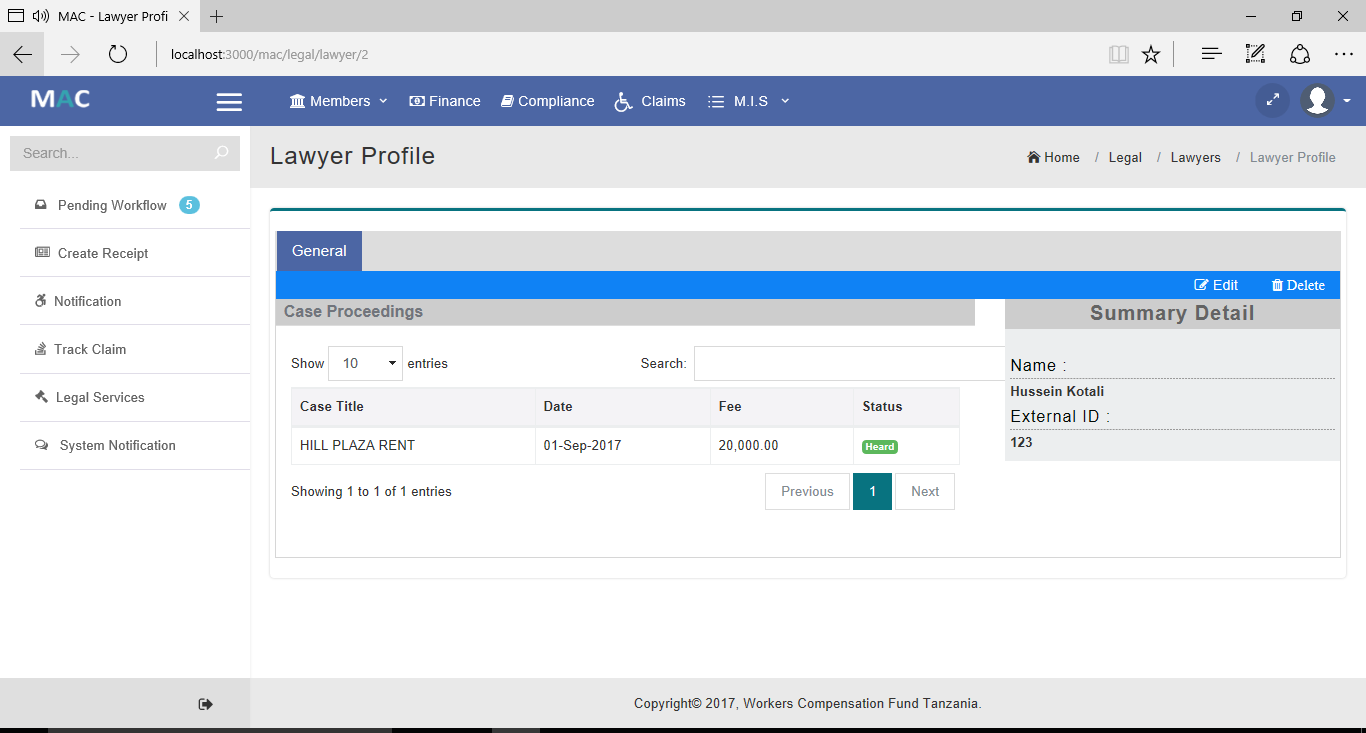 MAC - Lawyer Profi
localhost:3000/mac/legal/lawyer/2
MAC
Members
Finance
Compliance
Claims
M.I.S
Search...
Pending Workflow 5
Create Receipt
Notification
Track Claim
Legal Services
System Notification
Lawyer Profile
Home / Legal / Lawyers / Lawyer Profile
General
Edit Delete
Case Proceedings
Show 10 entries
Search:
Case Title Date Fee Status
HILL PLAZA RENT 01-Sep-2017 20,000.00 Heard
Showing 1 to 1 of 1 entries
Previous 1 Next
Summary Detail
Name :
Hussein Kotali
External ID :
123
Copyright© 2017, Workers Compensation Fund Tanzania.